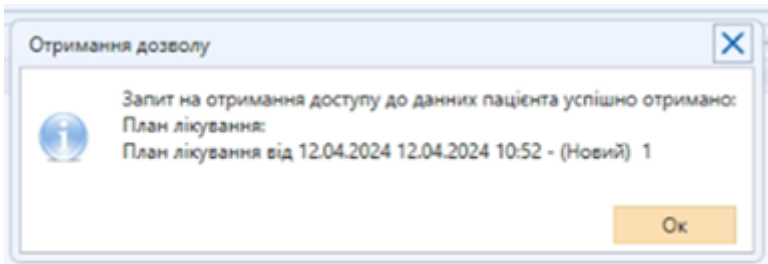 Отримання дозволу
Запит на отримання доступу до данних пацієнта успішно отримано:
План лікування:
План лікування від 12.04.2024 12.04.2024 10:52 - (Новий) 1
Ок